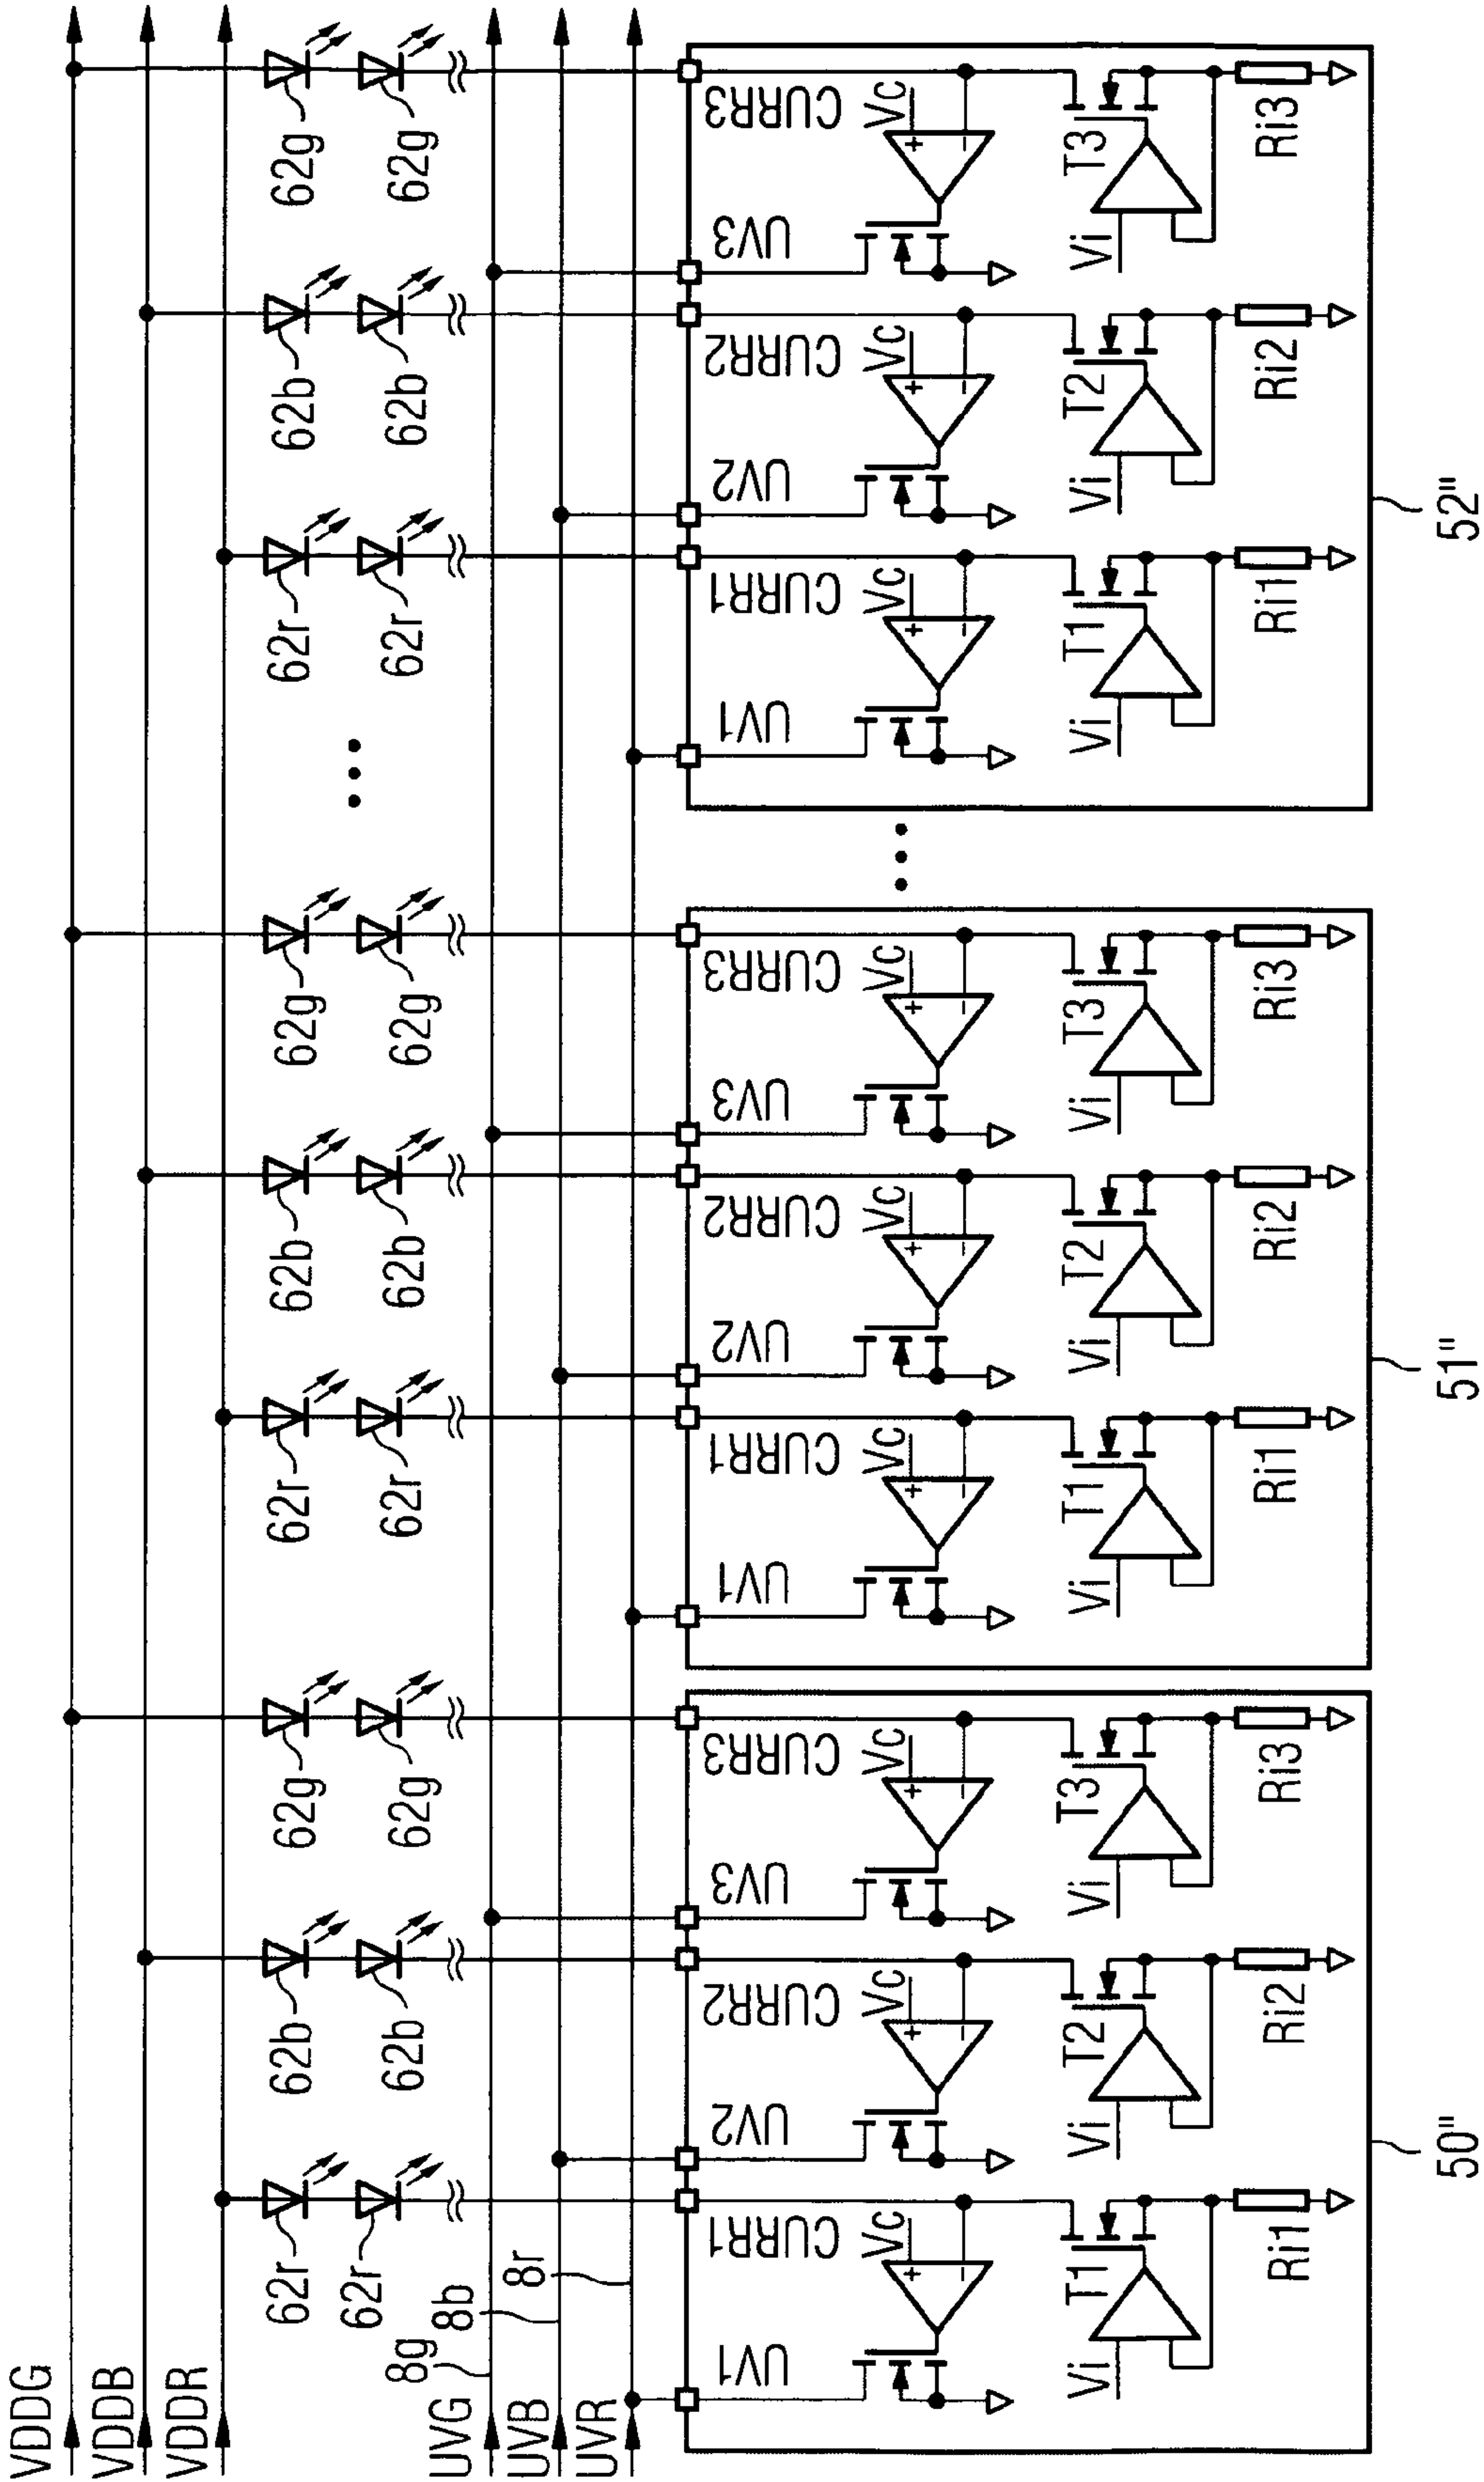 VDDG
VDDB
VDDR
62r
62r
62b
62b
62g
62g
62r
62r
62b
62b
62g
62g
62r
62r
62b
62b
62g
62g
8g
8b
8r
UVG
UVB
UVR
UV1
CURR1
UV2
CURR2
UV3
CURR3
UV1
CURR1
UV2
CURR2
UV3
CURR3
UV1
CURR1
UV2
CURR2
UV3
CURR3
Vc
Vc
Vc
Vc
Vc
Vc
Vc
Vc
Vc
+ −
+ −
+ −
+ −
+ −
+ −
+ −
+ −
+ −
Vi
T1
Vi
T2
Vi
T3
Vi
T1
Vi
T2
Vi
T3
Vi
T1
Vi
T2
Vi
T3
Ri1
Ri2
Ri3
Ri1
Ri2
Ri3
Ri1
Ri2
Ri3
50"
51"
52"